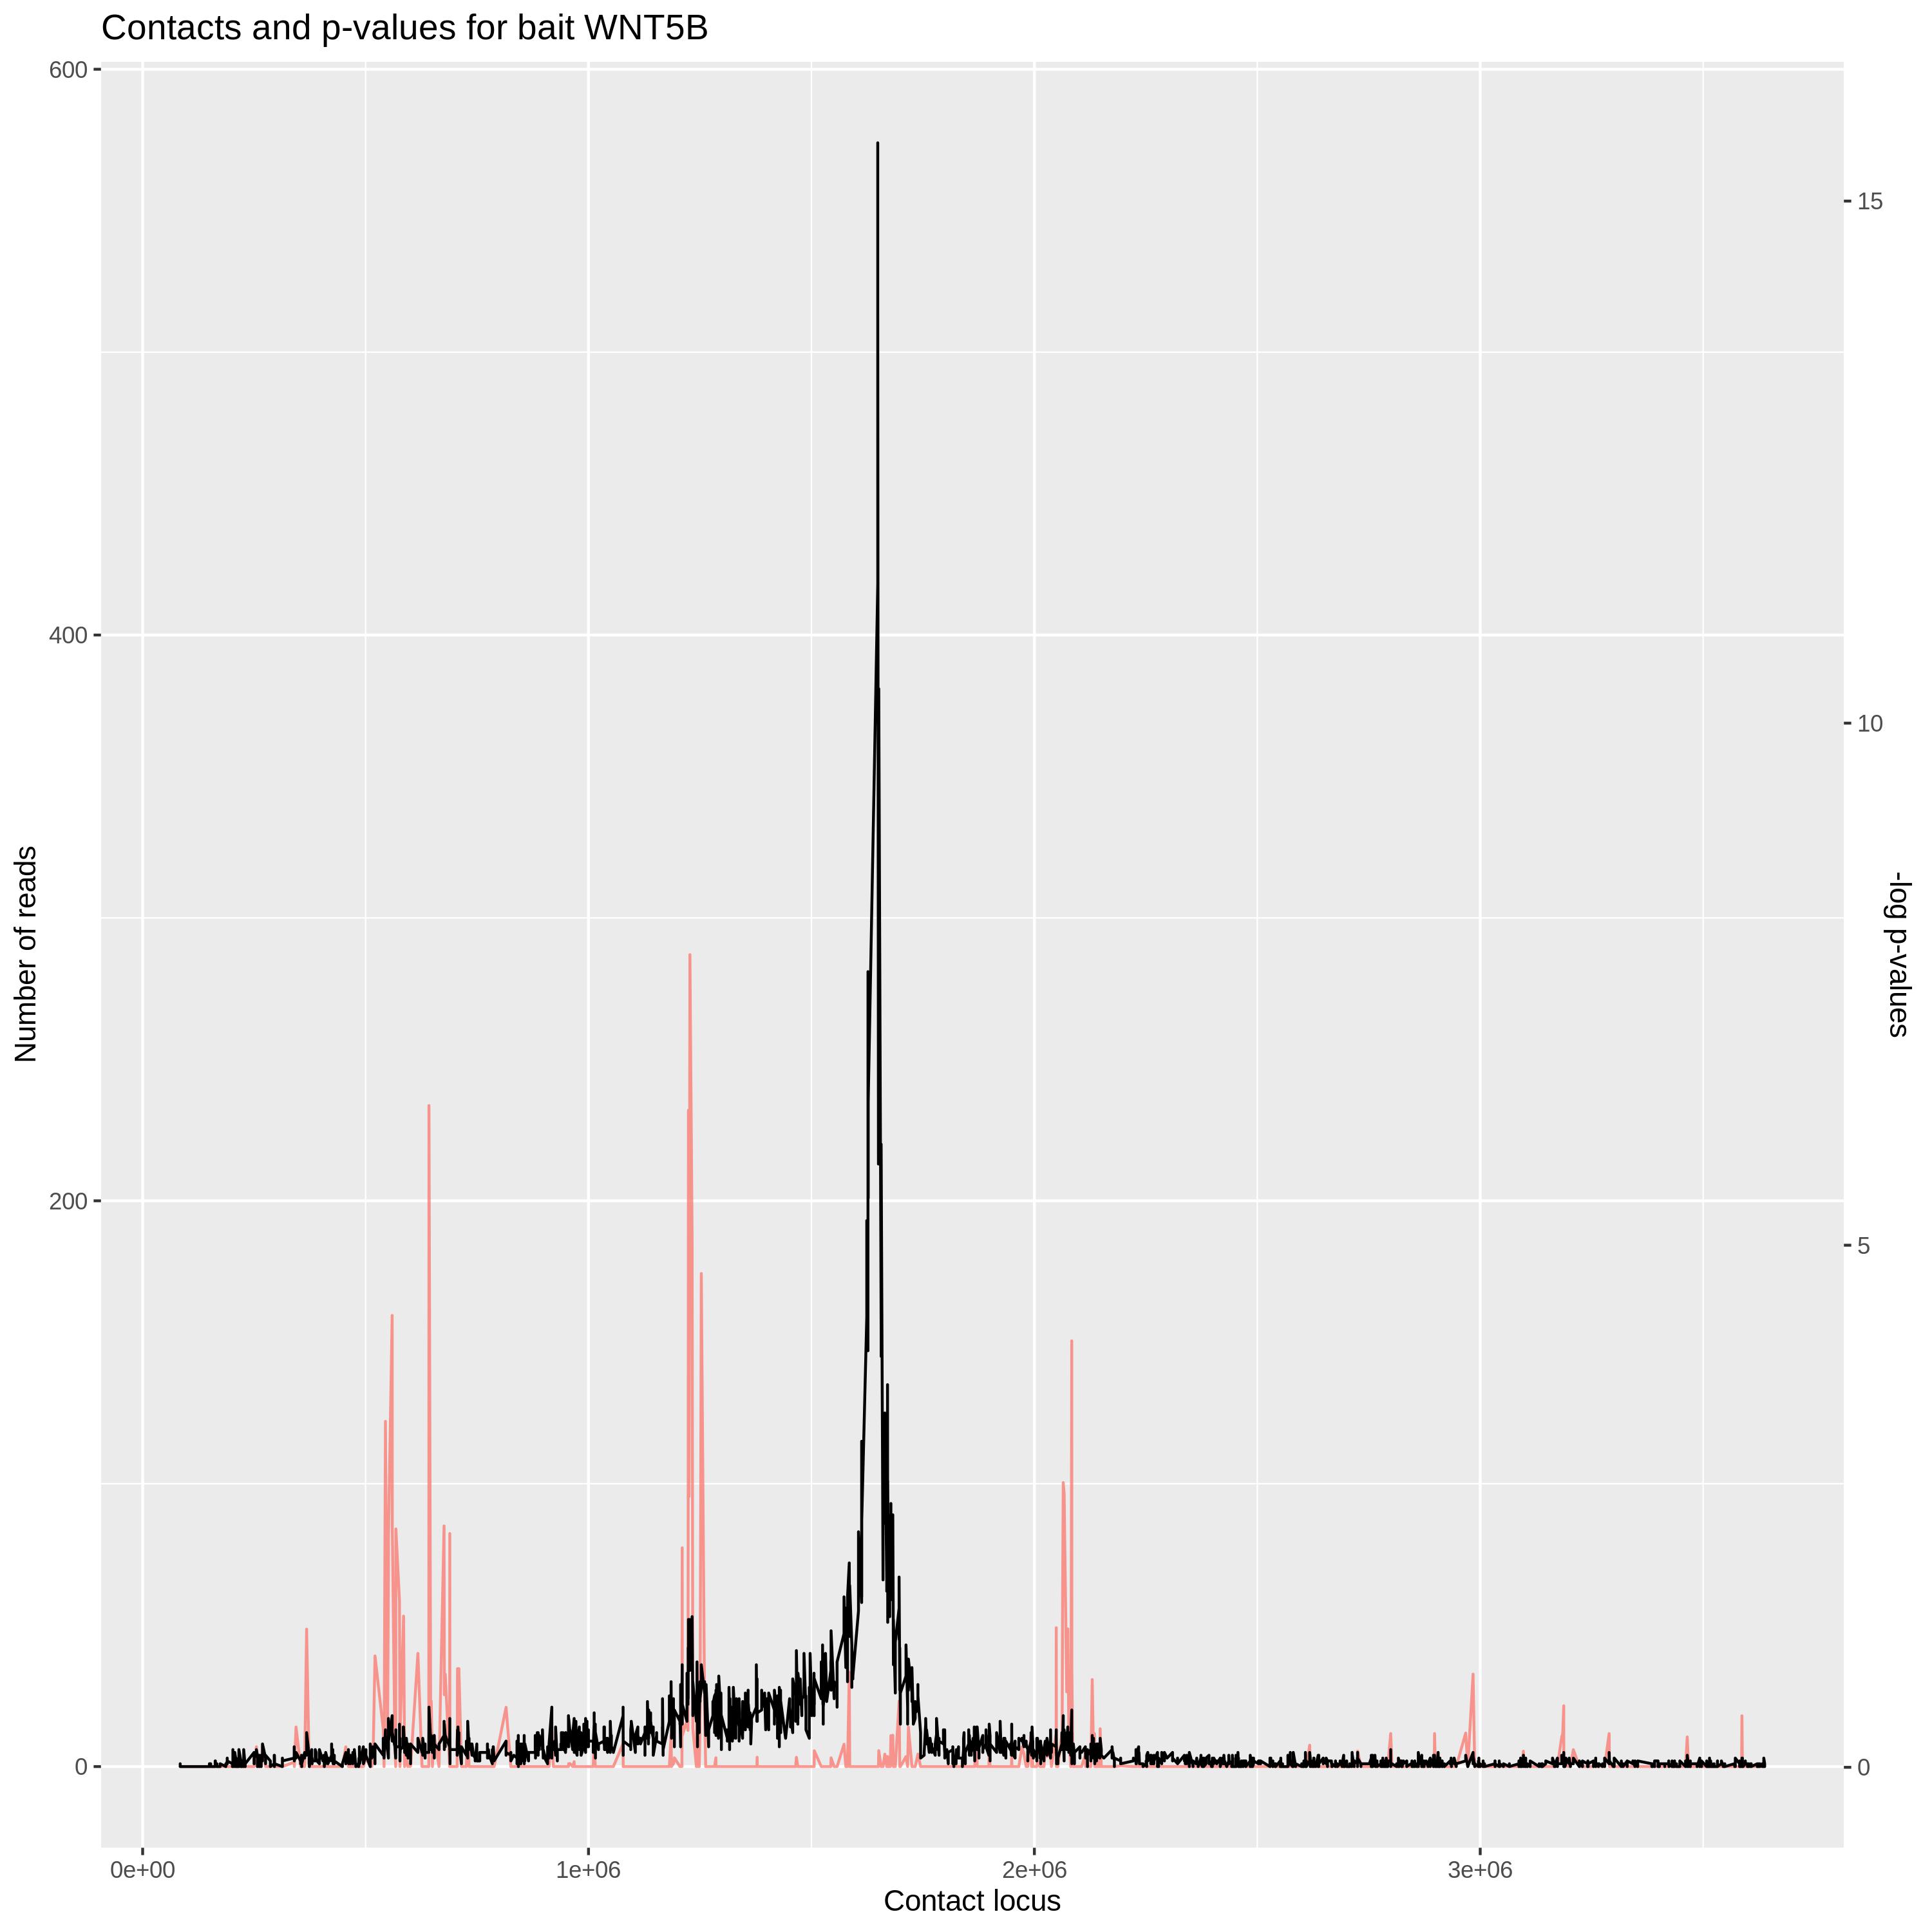 Contacts and p-values for bait WNT5B
600
400
200
0
Number of reads
15
10
5
0
-log p-values
0e+00
1e+06
2e+06
3e+06
Contact locus